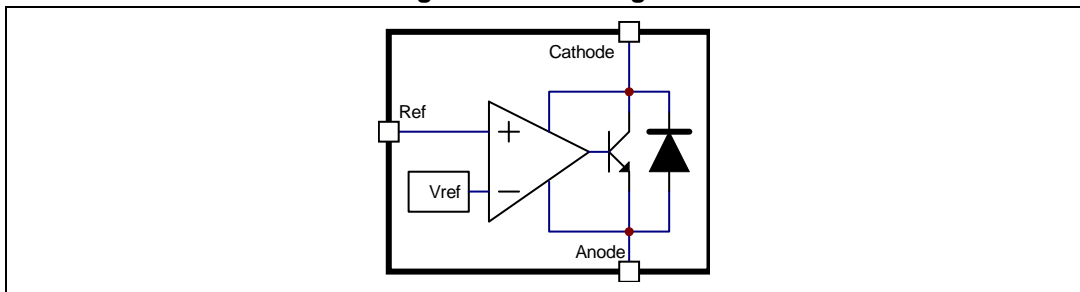 Cathode
Ref
+
Vref
−
Anode